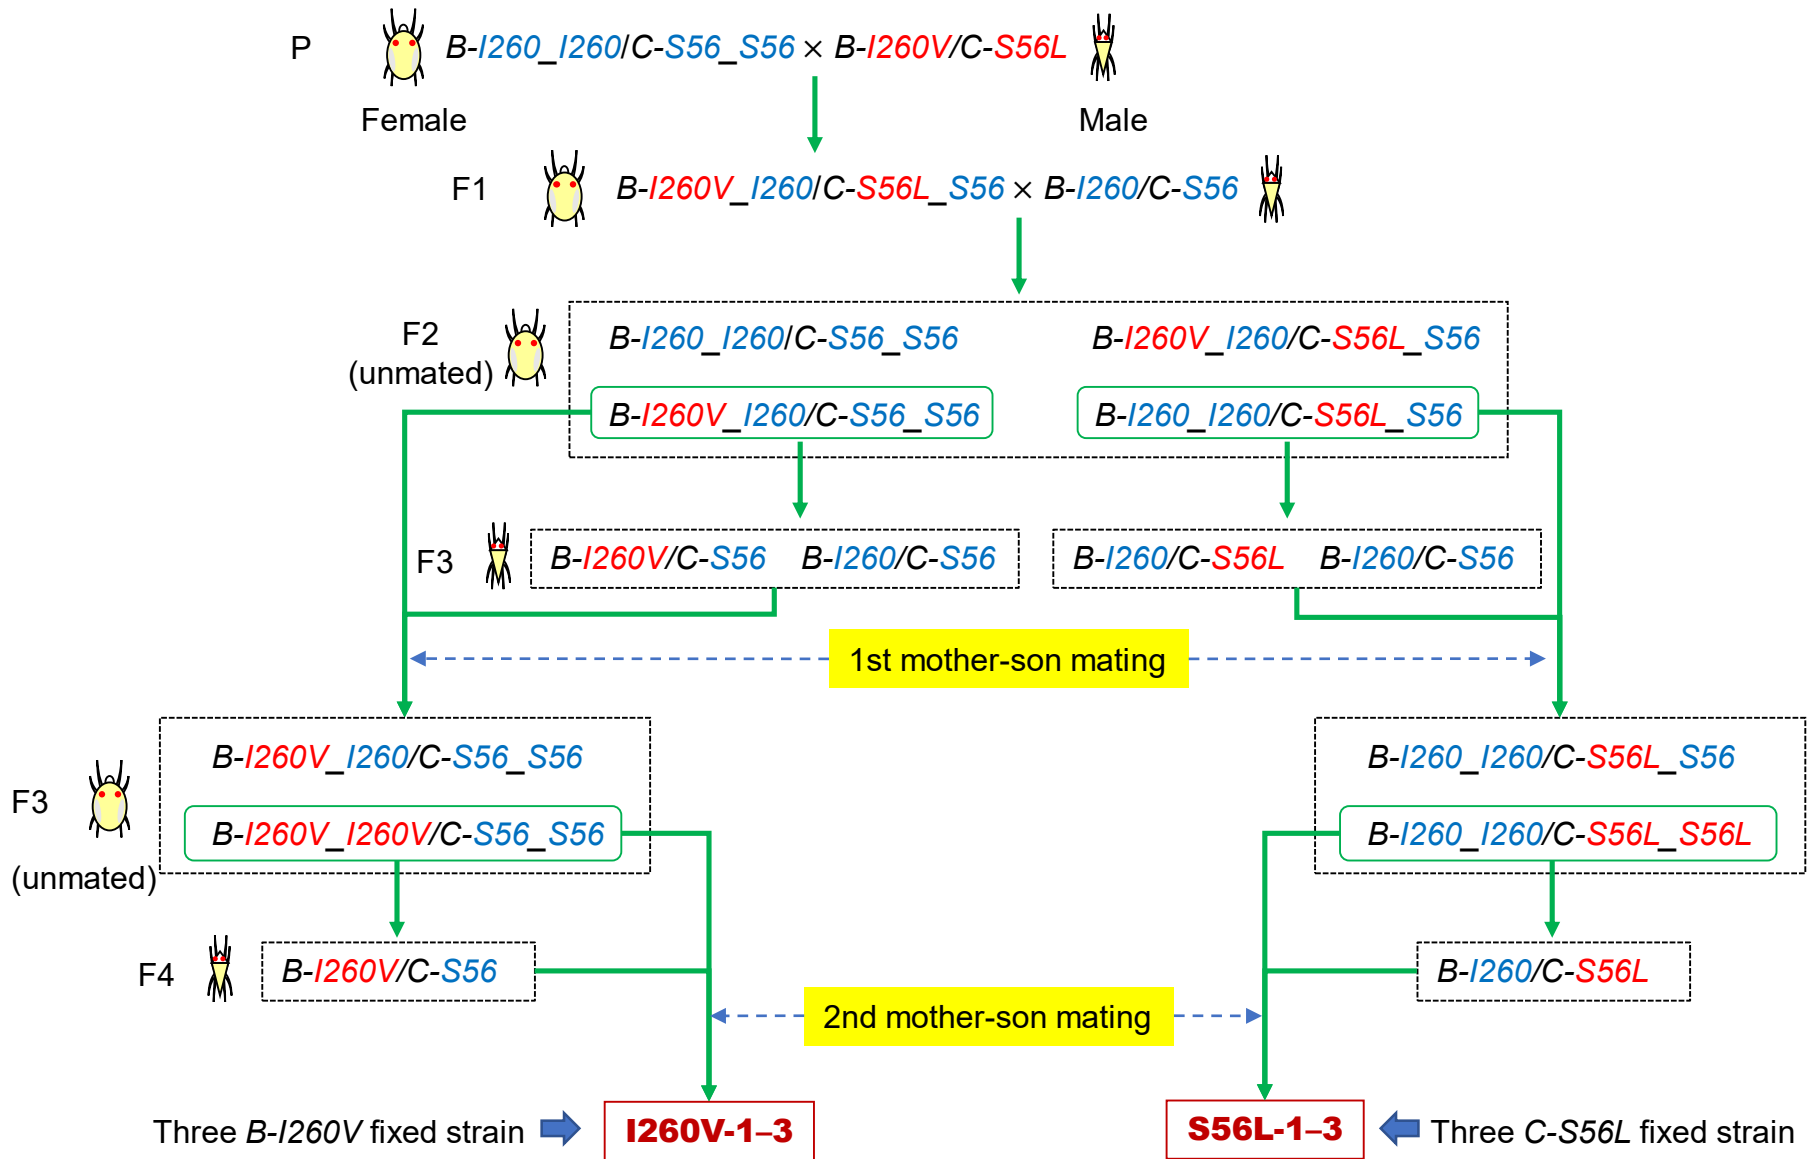 P B-I260_I260/C-S56_S56 × B-I260V/C-S56L
Female Male
F1 B-I260V_I260/C-S56L_S56 × B-I260/C-S56
F2
(unmated)
B-I260_I260/C-S56_S56 B-I260V_I260/C-S56L_S56
B-I260V_I260/C-S56_S56 B-I260_I260/C-S56L_S56
F3 B-I260V/C-S56 B-I260/C-S56 B-I260/C-S56L B-I260/C-S56
1st mother-son mating
B-I260V_I260/C-S56_S56 B-I260_I260/C-S56L_S56
F3
B-I260V_I260V/C-S56_S56 B-I260_I260/C-S56L_S56L
(unmated)
F4 B-I260V/C-S56 B-I260/C-S56L
2nd mother-son mating
Three B-I260V fixed strain I260V-1–3 S56L-1–3 Three C-S56L fixed strain